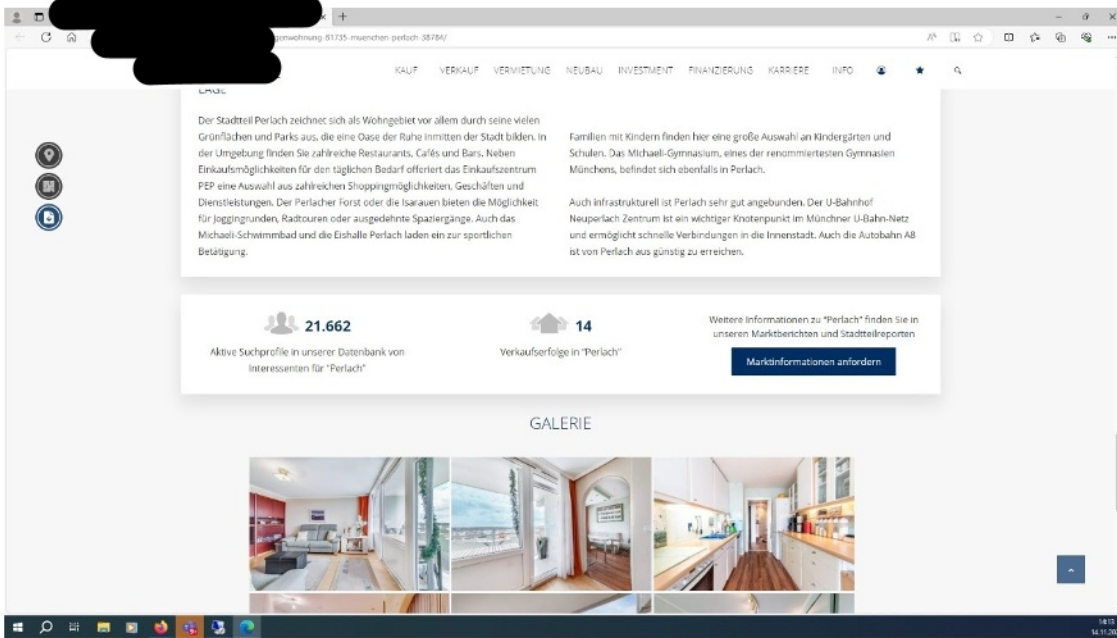 genwohnung-81735-muenchen-perlach-38784/
KAUF VERKAUF VERMIETUNG NEUBAU INVESTMENT FINANZIERUNG KARRIERE INFO
LAGE
Der Stadtteil Perlach zeichnet sich als Wohngebiet vor allem durch seine vielen
Grünflächen und Parks aus, die eine Oase der Ruhe inmitten der Stadt bilden. In
der Umgebung finden Sie zahlreiche Restaurants, Cafés und Bars. Neben
Einkaufsmöglichkeiten für den täglichen Bedarf offeriert das Einkaufszentrum
PEP eine Auswahl aus zahlreichen Shoppingmöglichkeiten, Geschäften und
Dienstleistungen. Der Perlacher Forst oder die Isarauen bieten die Möglichkeit
für Joggingrunden, Radtouren oder ausgedehnte Spaziergänge. Auch das
Michaeli-Schwimmbad und die Eishalle Perlach laden ein zur sportlichen
Betätigung.
Familien mit Kindern finden hier eine große Auswahl an Kindergärten und
Schulen. Das Michaeli-Gymnasium, eines der renommiertesten Gymnasien
Münchens, befindet sich ebenfalls in Perlach.
Auch infrastrukturell ist Perlach sehr gut angebunden. Der U-Bahnhof
Neuperlach Zentrum ist ein wichtiger Knotenpunkt im Münchner U-Bahn-Netz
und ermöglicht schnelle Verbindungen in die Innenstadt. Auch die Autobahn A8
ist von Perlach aus günstig zu erreichen.
21.662
Aktive Suchprofile in unserer Datenbank von
Interessenten für "Perlach"
14
Verkaufserfolge in "Perlach"
Weitere Informationen zu "Perlach" finden Sie in
unseren Marktberichten und Stadtteilreporten
Marktinformationen anfordern
GALERIE
14:13
14.11.20